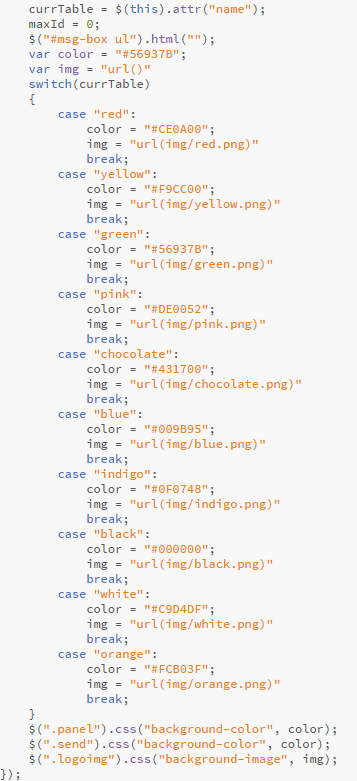 currTable = $(this).attr("name");
maxId = 0;
$("#msg-box ul").html("");
var color = "#56937B";
var img = "url()"
switch(currTable)
{
case "red":
color = "#CE0A00";
img = "url(img/red.png)"
break;
case "yellow":
color = "#F9CC00";
img = "url(img/yellow.png)"
break;
case "green":
color = "#56937B";
img = "url(img/green.png)"
break;
case "pink":
color = "#DE0052";
img = "url(img/pink.png)"
break;
case "chocolate":
color = "#431700";
img = "url(img/chocolate.png)"
break;
case "blue":
color = "#009B95";
img = "url(img/blue.png)"
break;
case "indigo":
color = "#0F0748";
img = "url(img/indigo.png)"
break;
case "black":
color = "#000000";
img = "url(img/black.png)"
break;
case "white":
color = "#C9D4DF";
img = "url(img/white.png)"
break;
case "orange":
color = "#FCB03F";
img = "url(img/orange.png)"
break;
}
$(".panel").css("background-color", color);
$(".send").css("background-color", color);
$(".logoimg").css("background-image", img);
});